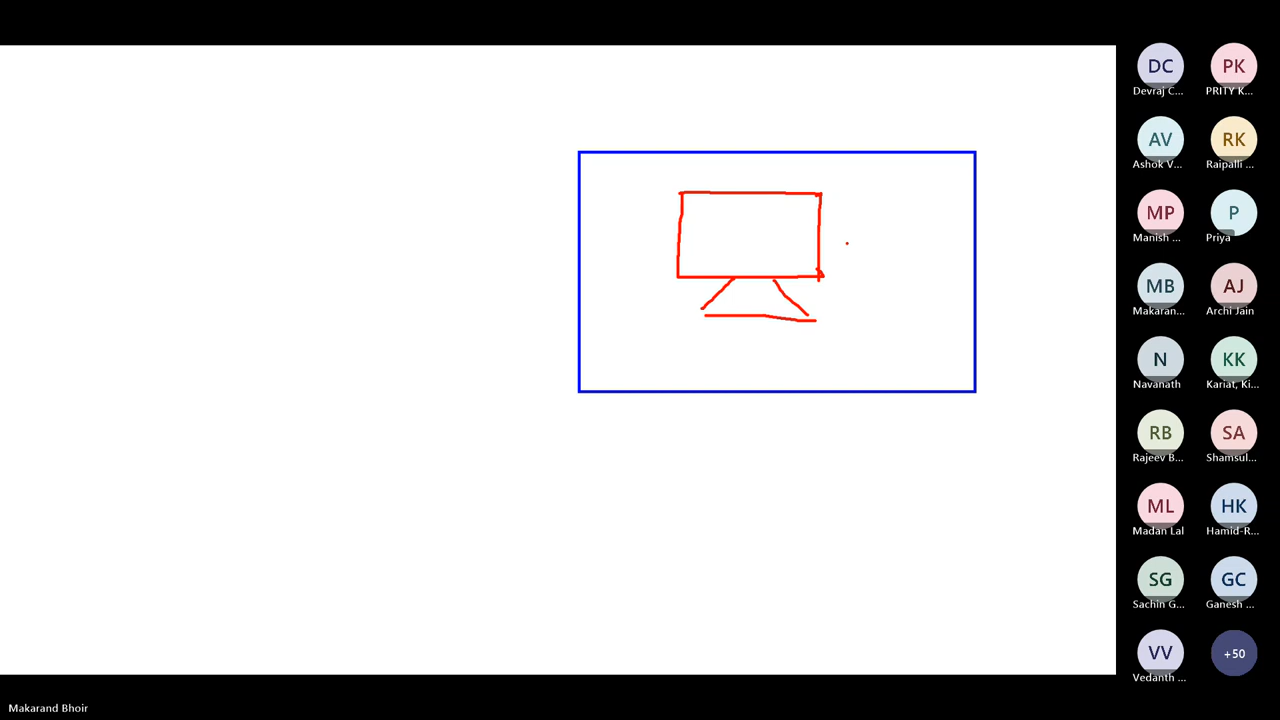 DC PK
Devraj C... PRITY K...
AV RK
Ashok V... Raipalli ...
MP P
Manish ... Priya
MB AJ
Makaran... Archi Jain
N KK
Navanath Kariat, Ki...
RB SA
Rajeev B... Shamsul...
ML HK
Madan Lal Hamid-R...
SG GC
Sachin G... Ganesh ...
VV +50
Vedanth ...
Makarand Bhoir